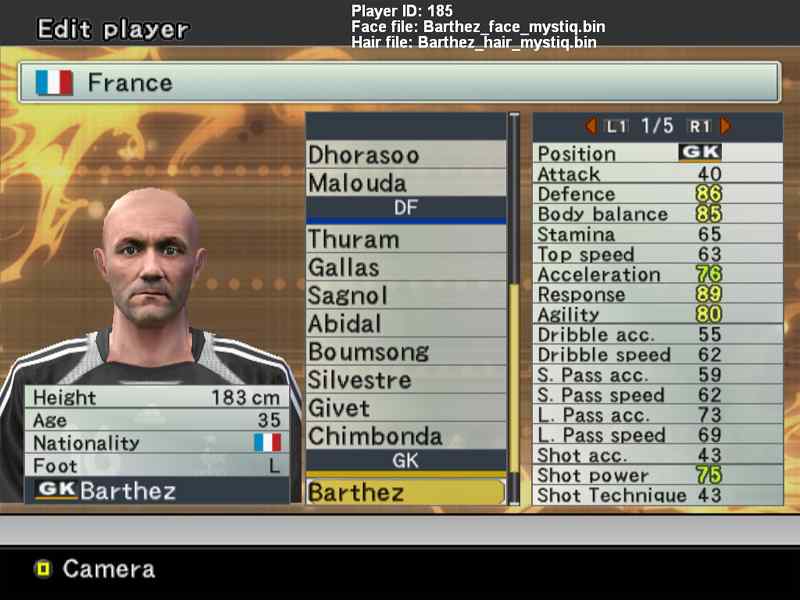 Player ID: 185
Face file: Barthez_face_mystiq.bin
Hair file: Barthez_hair_mystiq.bin
Edit player
France
Height 183 cm
Age 35
Nationality
Foot L
GK Barthez
Dhorasoo
Malouda
DF
Thuram
Gallas
Sagnol
Abidal
Boumsong
Silvestre
Givet
Chimbonda
GK
Barthez
L1 1/5 R1
Position GK
Attack 40
Defence 86
Body balance 85
Stamina 65
Top speed 63
Acceleration 76
Response 89
Agility 80
Dribble acc. 55
Dribble speed 62
S. Pass acc. 59
S. Pass speed 62
L. Pass acc. 73
L. Pass speed 69
Shot acc. 43
Shot power 75
Shot Technique 43
Camera